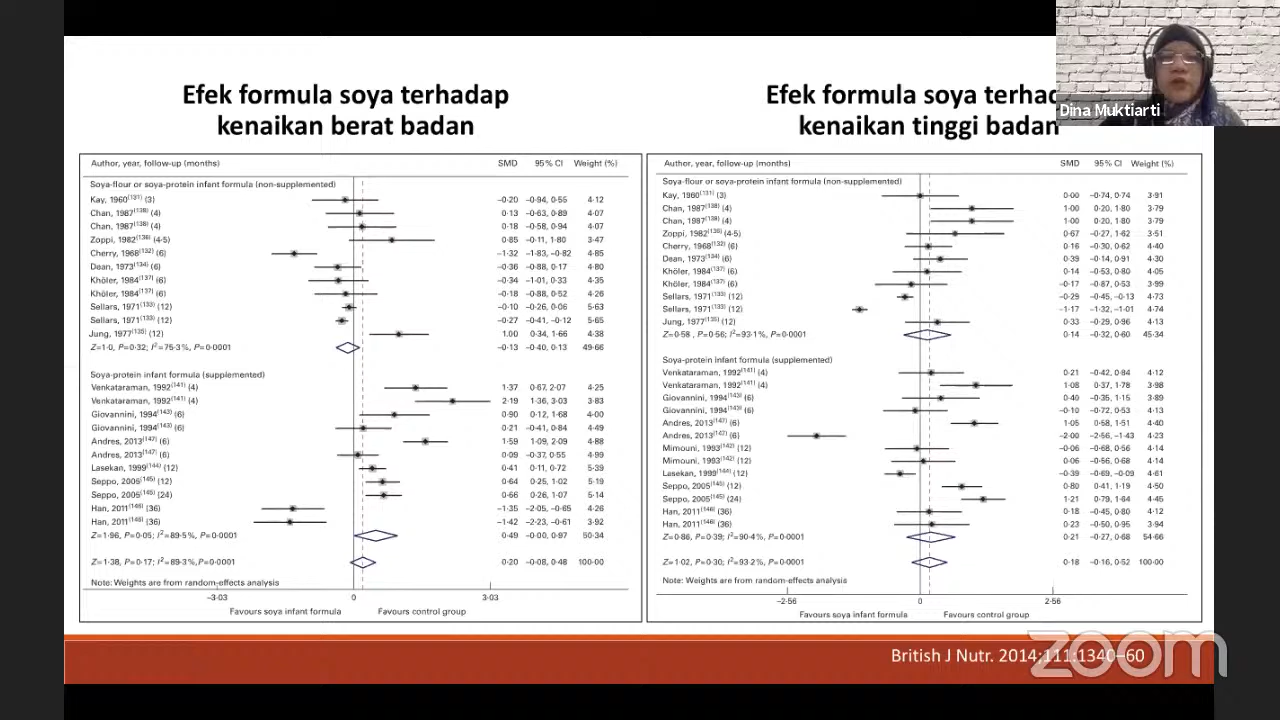 Efek formula soya terhadap
kenaikan berat badan
Author, year, follow-up (months) SMD 95% CI Weight (%)
Soya-flour or soya-protein infant formula (non-supplemented)
Kay, 1960(131) (3) −0·20 −0·94, 0·55 4·12
Chan, 1987(138) (4) 0·13 −0·63, 0·89 4·07
Chan, 1987(138) (4) 0·18 −0·58, 0·94 4·07
Zoppi, 1982(136) (4·5) 0·85 −0·11, 1·80 3·47
Cherry, 1968(132) (6) −1·32 −1·83, −0·82 4·85
Dean, 1973(134) (6) −0·36 −0·88, 0·17 4·80
Khöler, 1984(137) (6) −0·34 −1·01, 0·33 4·35
Khöler, 1984(137) (6) −0·18 −0·88, 0·52 4·26
Sellars, 1971(133) (12) −0·10 −0·26, 0·06 5·63
Sellars, 1971(133) (12) −0·27 −0·41, −0·12 5·65
Jung, 1977(135) (12) 1·00 0·34, 1·66 4·38
Z=1·0, P=0·32; I²=75·3%, P=0·0001 −0·13 −0·40, 0·13 49·66
Soya-protein infant formula (supplemented)
Venkataraman, 1992(141) (4) 1·37 0·67, 2·07 4·25
Venkataraman, 1992(141) (4) 2·19 1·36, 3·03 3·83
Giovannini, 1994(143) (6) 0·90 0·12, 1·68 4·00
Giovannini, 1994(143) (6) 0·21 −0·41, 0·84 4·49
Andres, 2013(147) (6) 1·59 1·09, 2·09 4·88
Andres, 2013(147) (6) 0·09 −0·37, 0·55 4·99
Lasekan, 1999(144) (12) 0·41 0·11, 0·72 5·39
Seppo, 2005(145) (12) 0·64 0·25, 1·02 5·19
Seppo, 2005(145) (24) 0·66 0·26, 1·07 5·14
Han, 2011(146) (36) −1·35 −2·05, −0·65 4·26
Han, 2011(146) (36) −1·42 −2·23, −0·61 3·92
Z=1·96, P=0·05; I²=89·5%, P=0·0001 0·49 −0·00, 0·97 50·34
Z=1·38, P=0·17; I²=89·3%, P=0·0001 0·20 −0·08, 0·48 100·00
Note: Weights are from random-effects analysis
−3·03 0 3·03
Favours soya infant formula Favours control group
Efek formula soya terhad
kenaikan tinggi badan
Author, year, follow-up (months) SMD 95% CI Weight (%)
Soya-flour or soya-protein infant formula (non-supplemented)
Kay, 1960(131) (3) 0·00 −0·74, 0·74 3·91
Chan, 1987(138) (4) 1·00 0·20, 1·80 3·79
Chan, 1987(138) (4) 1·00 0·20, 1·80 3·79
Zoppi, 1982(136) (4·5) 0·67 −0·27, 1·62 3·51
Cherry, 1968(132) (6) 0·16 −0·30, 0·62 4·40
Dean, 1973(134) (6) 0·39 −0·14, 0·91 4·30
Khöler, 1984(137) (6) 0·14 −0·53, 0·80 4·05
Khöler, 1984(137) (6) −0·17 −0·87, 0·53 3·99
Sellars, 1971(133) (12) −0·29 −0·45, −0·13 4·73
Sellars, 1971(133) (12) −1·17 −1·32, −1·01 4·74
Jung, 1977(135) (12) 0·33 −0·29, 0·96 4·13
Z=0·58, P=0·56; I²=93·1%, P=0·0001 0·14 −0·32, 0·60 45·34
Soya-protein infant formula (supplemented)
Venkataraman, 1992(141) (4) 0·21 −0·42, 0·84 4·12
Venkataraman, 1992(141) (4) 1·08 0·37, 1·78 3·98
Giovannini, 1994(143) (6) 0·40 −0·35, 1·15 3·89
Giovannini, 1994(143) (6) −0·10 −0·72, 0·53 4·13
Andres, 2013(147) (6) 1·05 0·58, 1·51 4·40
Andres, 2013(142) (6) −2·00 −2·56, −1·43 4·23
Mimouni, 1993(142) (12) −0·06 −0·68, 0·56 4·14
Mimouni, 1993(142) (12) 0·06 −0·56, 0·68 4·14
Lasekan, 1999(144) (12) −0·39 −0·69, −0·09 4·61
Seppo, 2005(145) (12) 0·80 0·41, 1·19 4·50
Seppo, 2005(145) (24) 1·21 0·79, 1·64 4·45
Han, 2011(146) (36) 0·18 −0·45, 0·80 4·12
Han, 2011(146) (36) 0·23 −0·50, 0·95 3·94
Z=0·86, P=0·39; I²=90·4%, P=0·0001 0·21 −0·27, 0·68 54·66
Z=1·02, P=0·30; I²=93·2%, P=0·0001 0·18 −0·16, 0·52 100·00
Note: Weights are from random-effects analysis
−2·56 0 2·56
Favours soya infant formula Favours control group
Dina Muktiarti
British J Nutr. 2014;111:1340–60
zoom